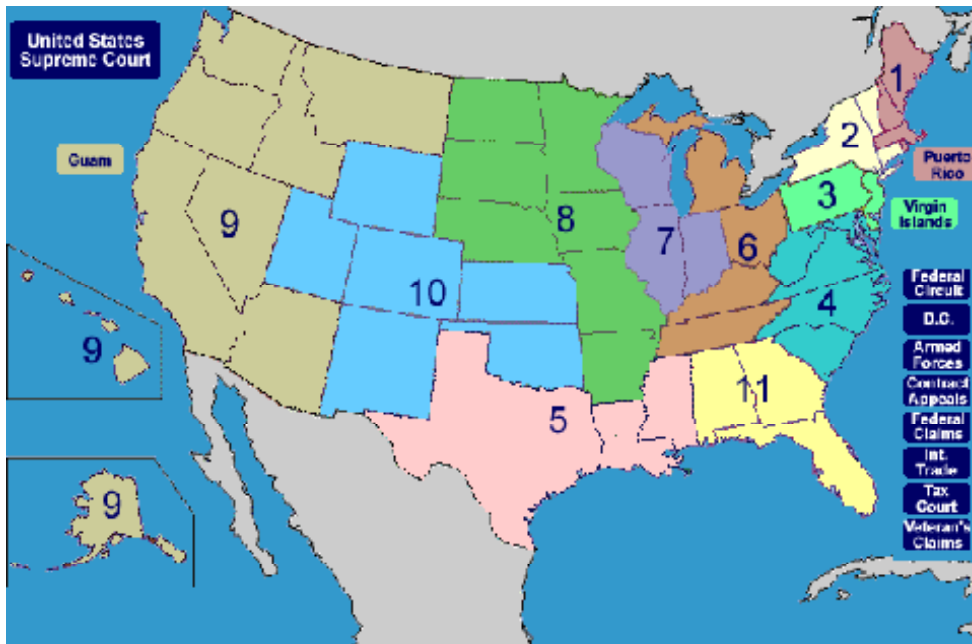 United States
Supreme Court
1
2
Guam
Puerto
Rico
3
Virgin
Islands
9
8
7
6
10
4
Federal
Circuit
D.C.
9
Armed
Forces
11
Contract
Appeals
5
Federal
Claims
Int.
Trade
9
Tax
Court
Veteran's
Claims